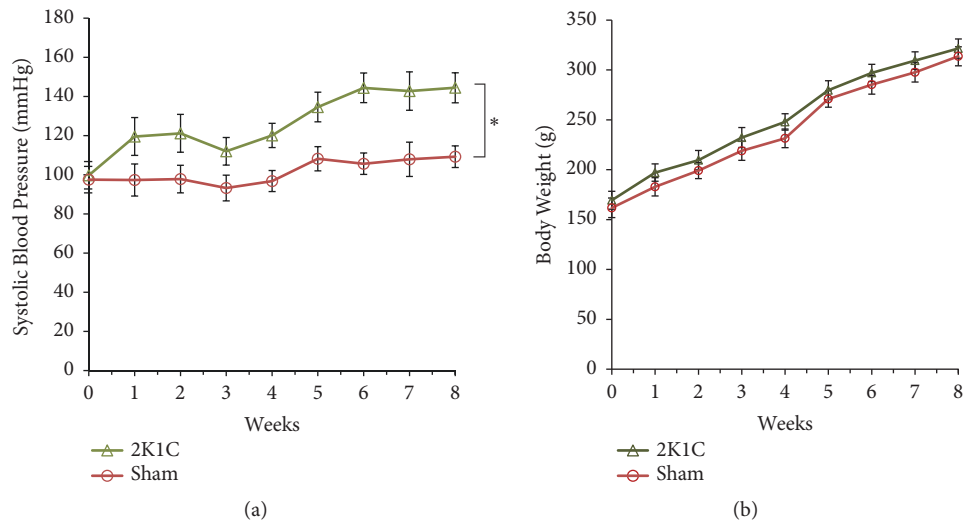 180
160
140
120
100
80
60
40
20
0
Systolic Blood Pressure (mmHg)
*
0 1 2 3 4 5 6 7 8
Weeks
2K1C
Sham
(a)
350
300
250
200
150
100
50
0
Body Weight (g)
0 1 2 3 4 5 6 7 8
Weeks
2K1C
Sham
(b)